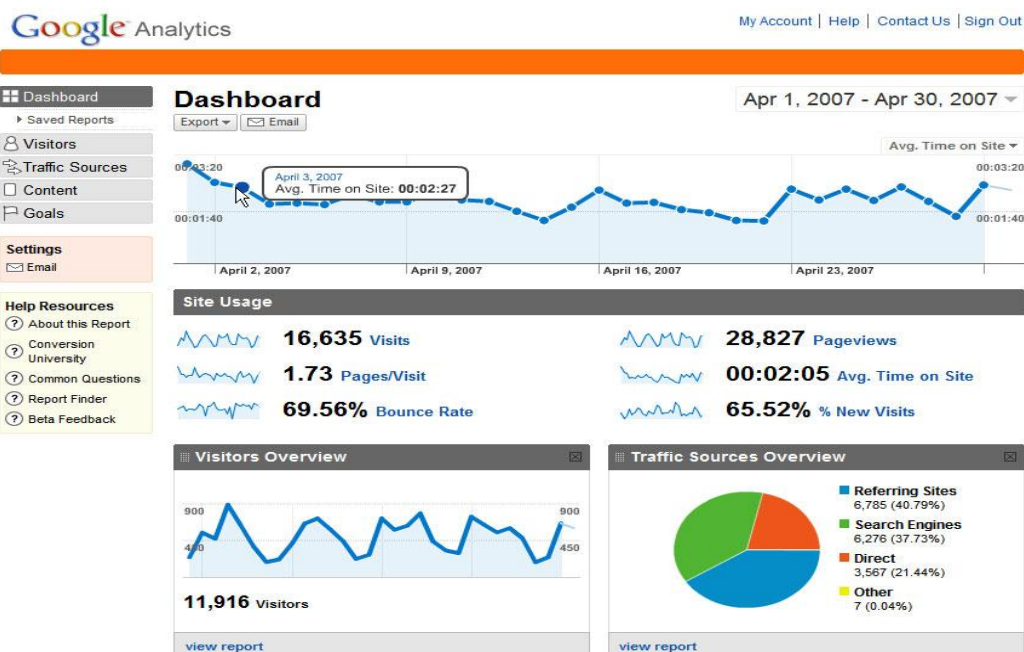 Google Analytics
My Account | Help | Contact Us | Sign Out
Dashboard
Saved Reports
Visitors
Traffic Sources
Content
Goals
Settings
Email
Help Resources
? About this Report
? Conversion
University
? Common Questions
? Report Finder
? Beta Feedback
Dashboard
Apr 1, 2007 - Apr 30, 2007
Export
Email
Avg. Time on Site
00:03:20
00:03:20
April 3, 2007
Avg. Time on Site: 00:02:27
00:01:40
00:01:40
April 2, 2007
April 9, 2007
April 16, 2007
April 23, 2007
Site Usage
16,635 Visits
28,827 Pageviews
1.73 Pages/Visit
00:02:05 Avg. Time on Site
69.56% Bounce Rate
65.52% % New Visits
Visitors Overview
900
900
450
450
11,916 Visitors
view report
Traffic Sources Overview
Referring Sites
6,785 (40.79%)
Search Engines
6,276 (37.73%)
Direct
3,567 (21.44%)
Other
7 (0.04%)
view report